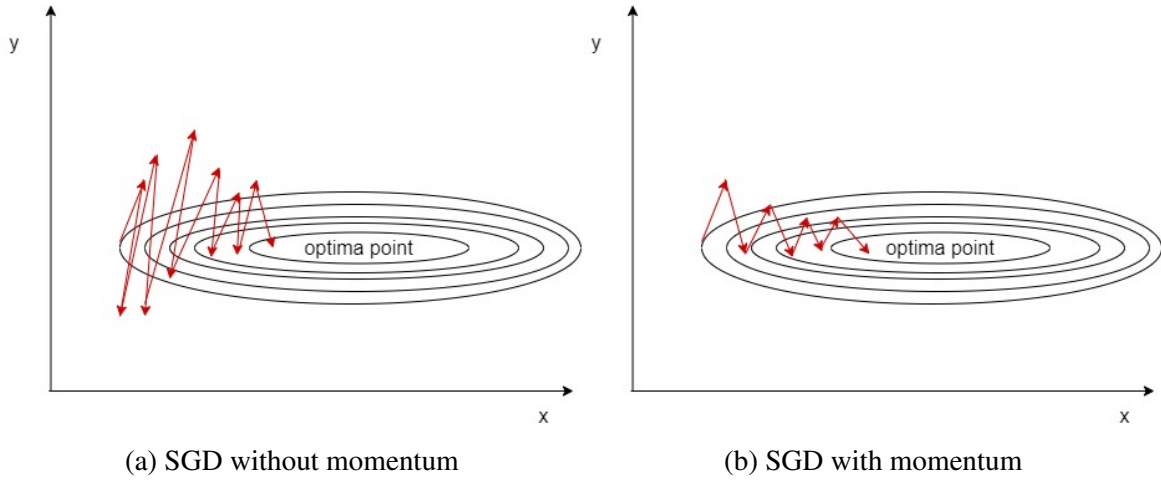 y
optima point
x
(a) SGD without momentum
y
optima point
x
(b) SGD with momentum